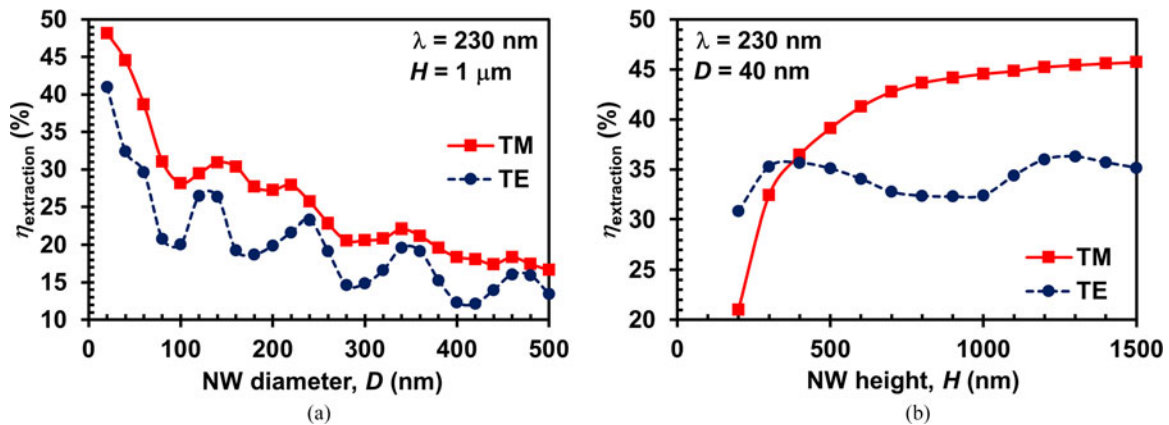 50
45
40
35
30
25
20
15
10
η extraction (%)
λ = 230 nm
H = 1 μm
TM
TE
0 100 200 300 400 500
NW diameter, D (nm)
(a)
50
45
40
35
30
25
20
η extraction (%)
λ = 230 nm
D = 40 nm
TM
TE
0 500 1000 1500
NW height, H (nm)
(b)